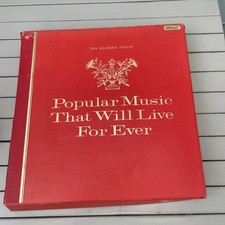 THE READER'S DIGEST
Popular Music
That Will Live
For Ever